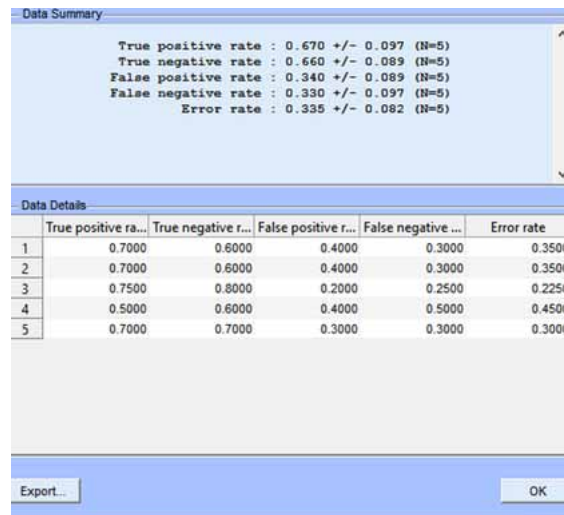 Data Summary
True positive rate : 0.670 +/- 0.097 (N=5)
True negative rate : 0.660 +/- 0.089 (N=5)
False positive rate : 0.340 +/- 0.089 (N=5)
False negative rate : 0.330 +/- 0.097 (N=5)
Error rate : 0.335 +/- 0.082 (N=5)
Data Details
True positive ra... True negative r... False positive r... False negative ... Error rate
1 0.7000 0.6000 0.4000 0.3000 0.350
2 0.7000 0.6000 0.4000 0.3000 0.350
3 0.7500 0.8000 0.2000 0.2500 0.225
4 0.5000 0.6000 0.4000 0.5000 0.450
5 0.7000 0.7000 0.3000 0.3000 0.300
Export... OK